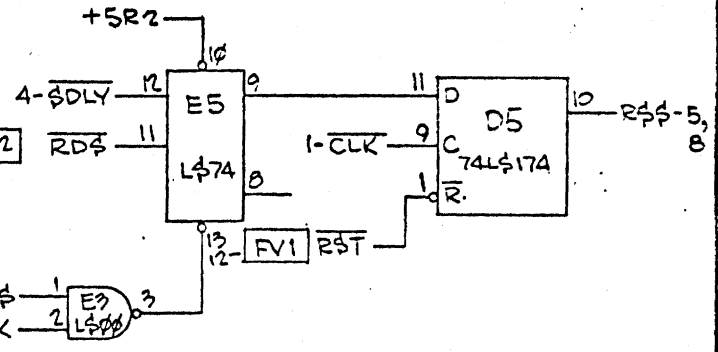 +5R2
10
4-SDLY 12 E5 9 11 D 10 RSS-5,
8
2 RDS 11 1-CLK 9 C D5
LS74 8 74LS174
1 R.
13
12- FV1 RST
S 1 E3 3
K 2 LS00